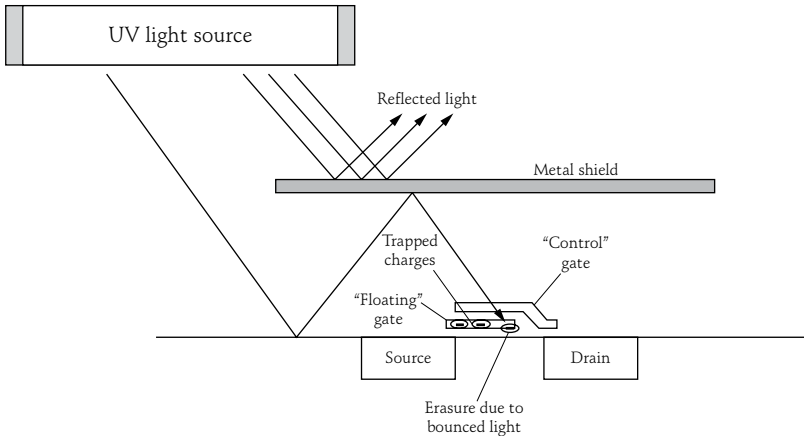 UV light source
Reflected light
Metal shield
Trapped
charges
“Control”
gate
“Floating”
gate
Source
Drain
Erasure due to
bounced light